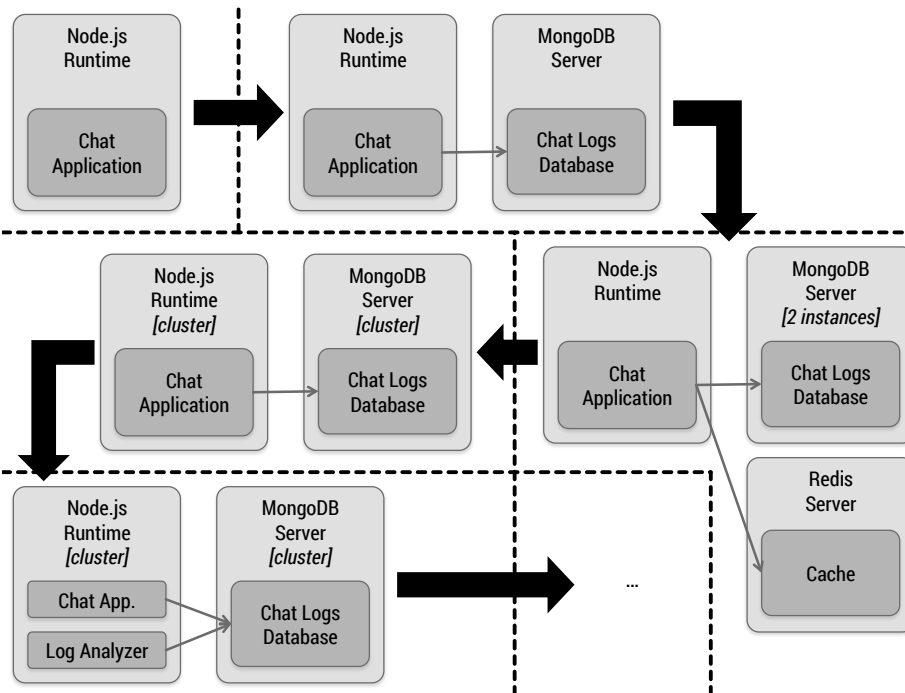 Node.js
Runtime
Chat
Application
Node.js
Runtime
Chat
Application
MongoDB
Server
Chat Logs
Database
Node.js
Runtime
Chat
Application
MongoDB
Server
[2 instances]
Chat Logs
Database
Redis
Server
Cache
Node.js
Runtime
[cluster]
Chat
Application
MongoDB
Server
[cluster]
Chat Logs
Database
Node.js
Runtime
[cluster]
Chat App.
Log Analyzer
MongoDB
Server
[cluster]
Chat Logs
Database
...